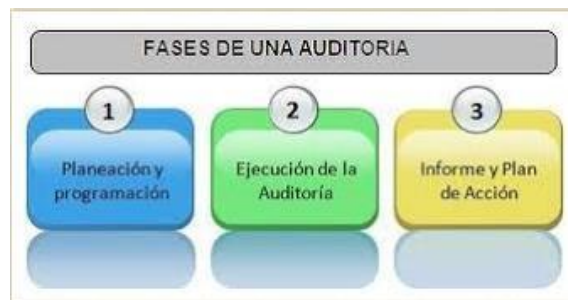 FASES DE UNA AUDITORIA
1
Planeación y
programación
2
Ejecución de la
Auditoría
3
Informe y Plan
de Acción